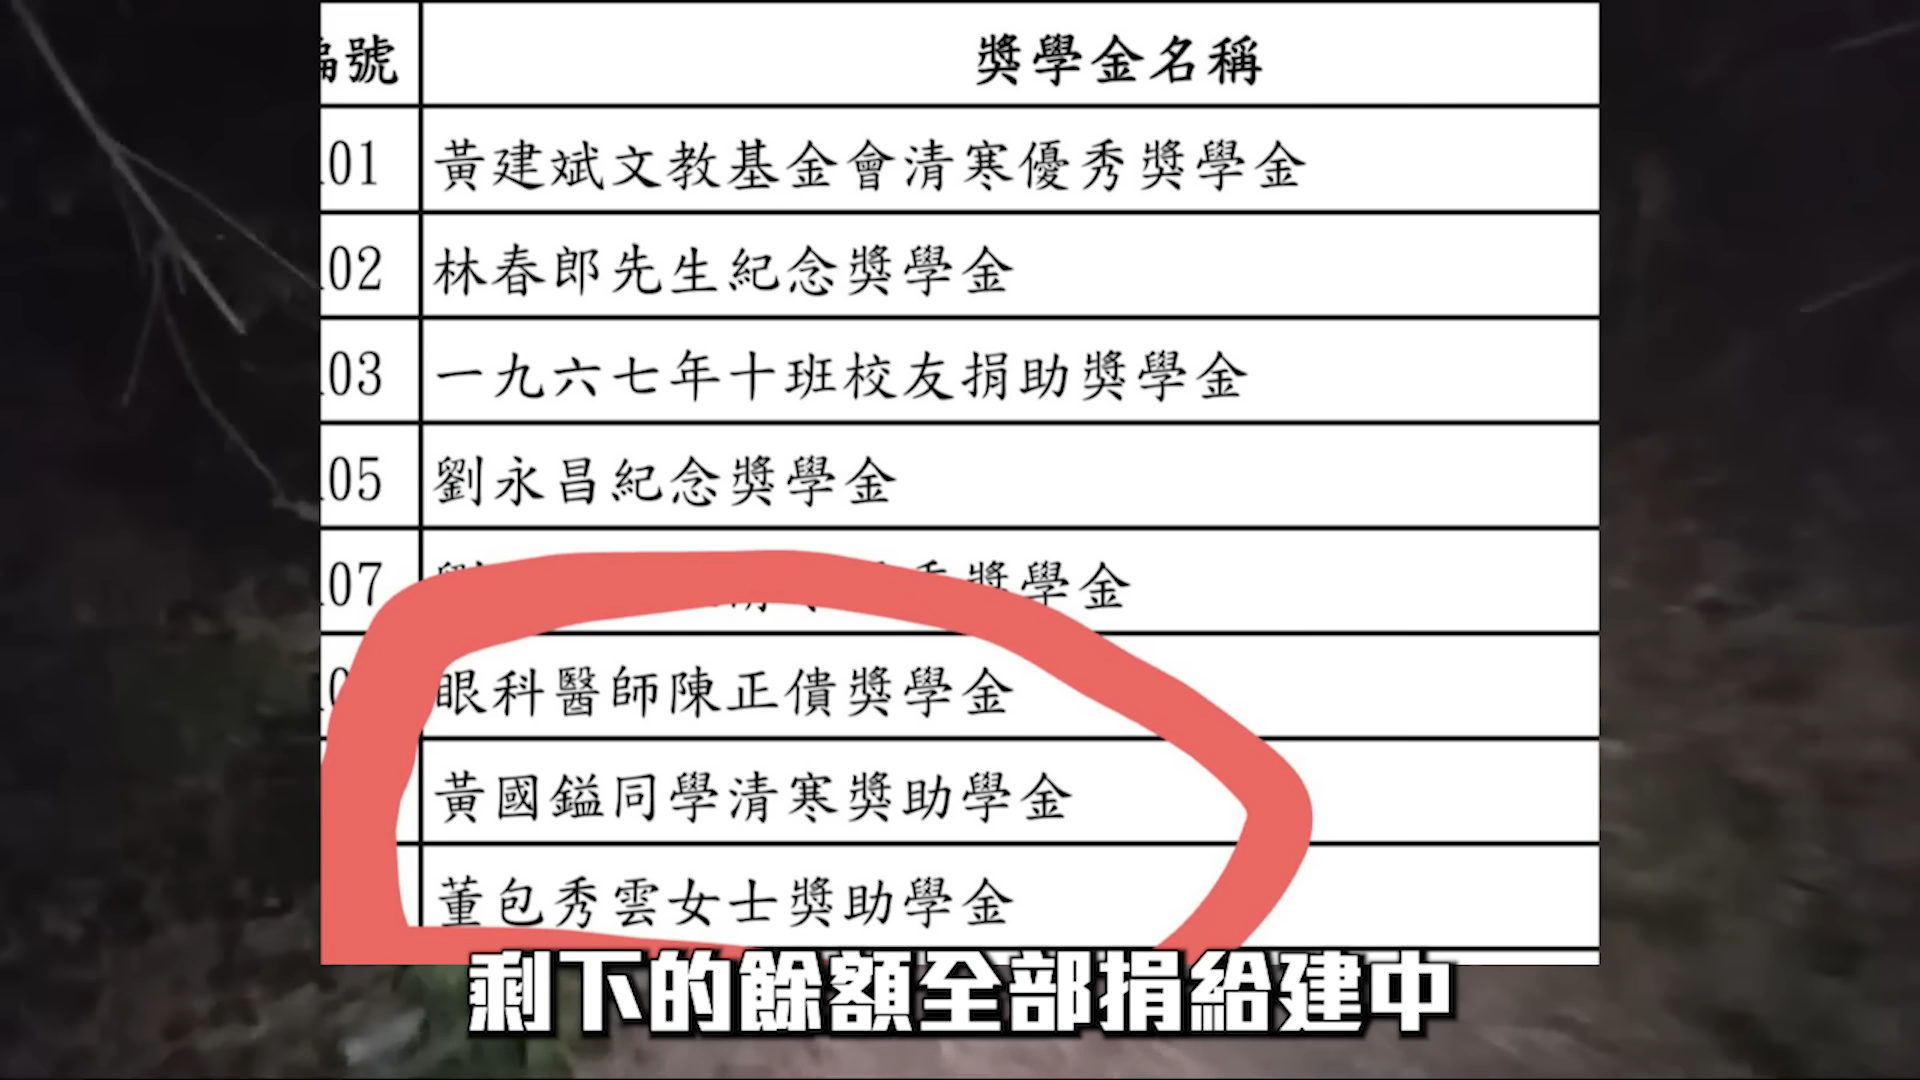 號 獎學金名稱
01 黃建斌文教基金會清寒優秀獎學金
02 林春郎先生紀念獎學金
03 一九六七年十班校友捐助獎學金
05 劉永昌紀念獎學金
07 獎學金
眼科醫師陳正僨獎學金
黃國鎰同學清寒獎助學金
董包秀雲女士獎助學金
剩下的餘額全部捐給建中